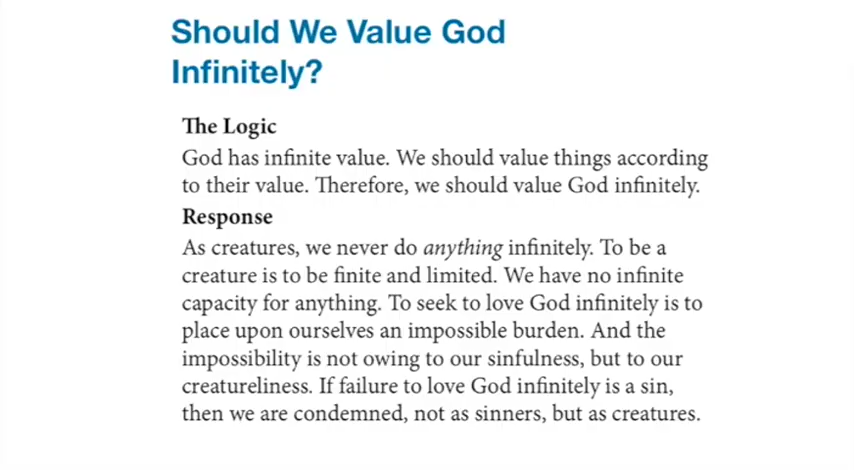 Should We Value God
Infinitely?
The Logic
God has infinite value. We should value things according
to their value. Therefore, we should value God infinitely.
Response
As creatures, we never do anything infinitely. To be a
creature is to be finite and limited. We have no infinite
capacity for anything. To seek to love God infinitely is to
place upon ourselves an impossible burden. And the
impossibility is not owing to our sinfulness, but to our
creatureliness. If failure to love God infinitely is a sin,
then we are condemned, not as sinners, but as creatures.